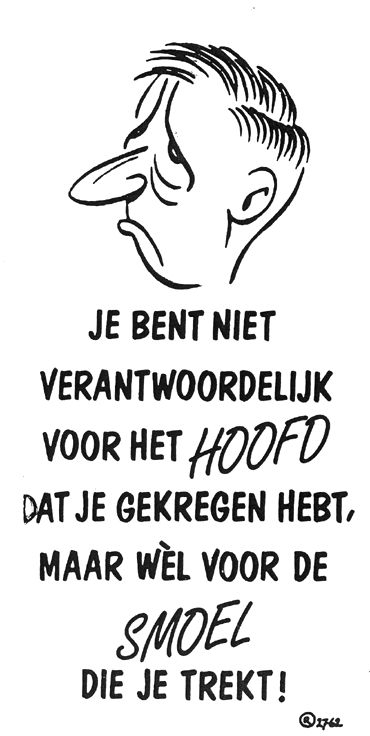 JE BENT NIET
VERANTWOORDELIJK
VOOR HET HOOFD
DAT JE GEKREGEN HEBT,
MAAR WÈL VOOR DE
SMOEL
DIE JE TREKT!
® 2762